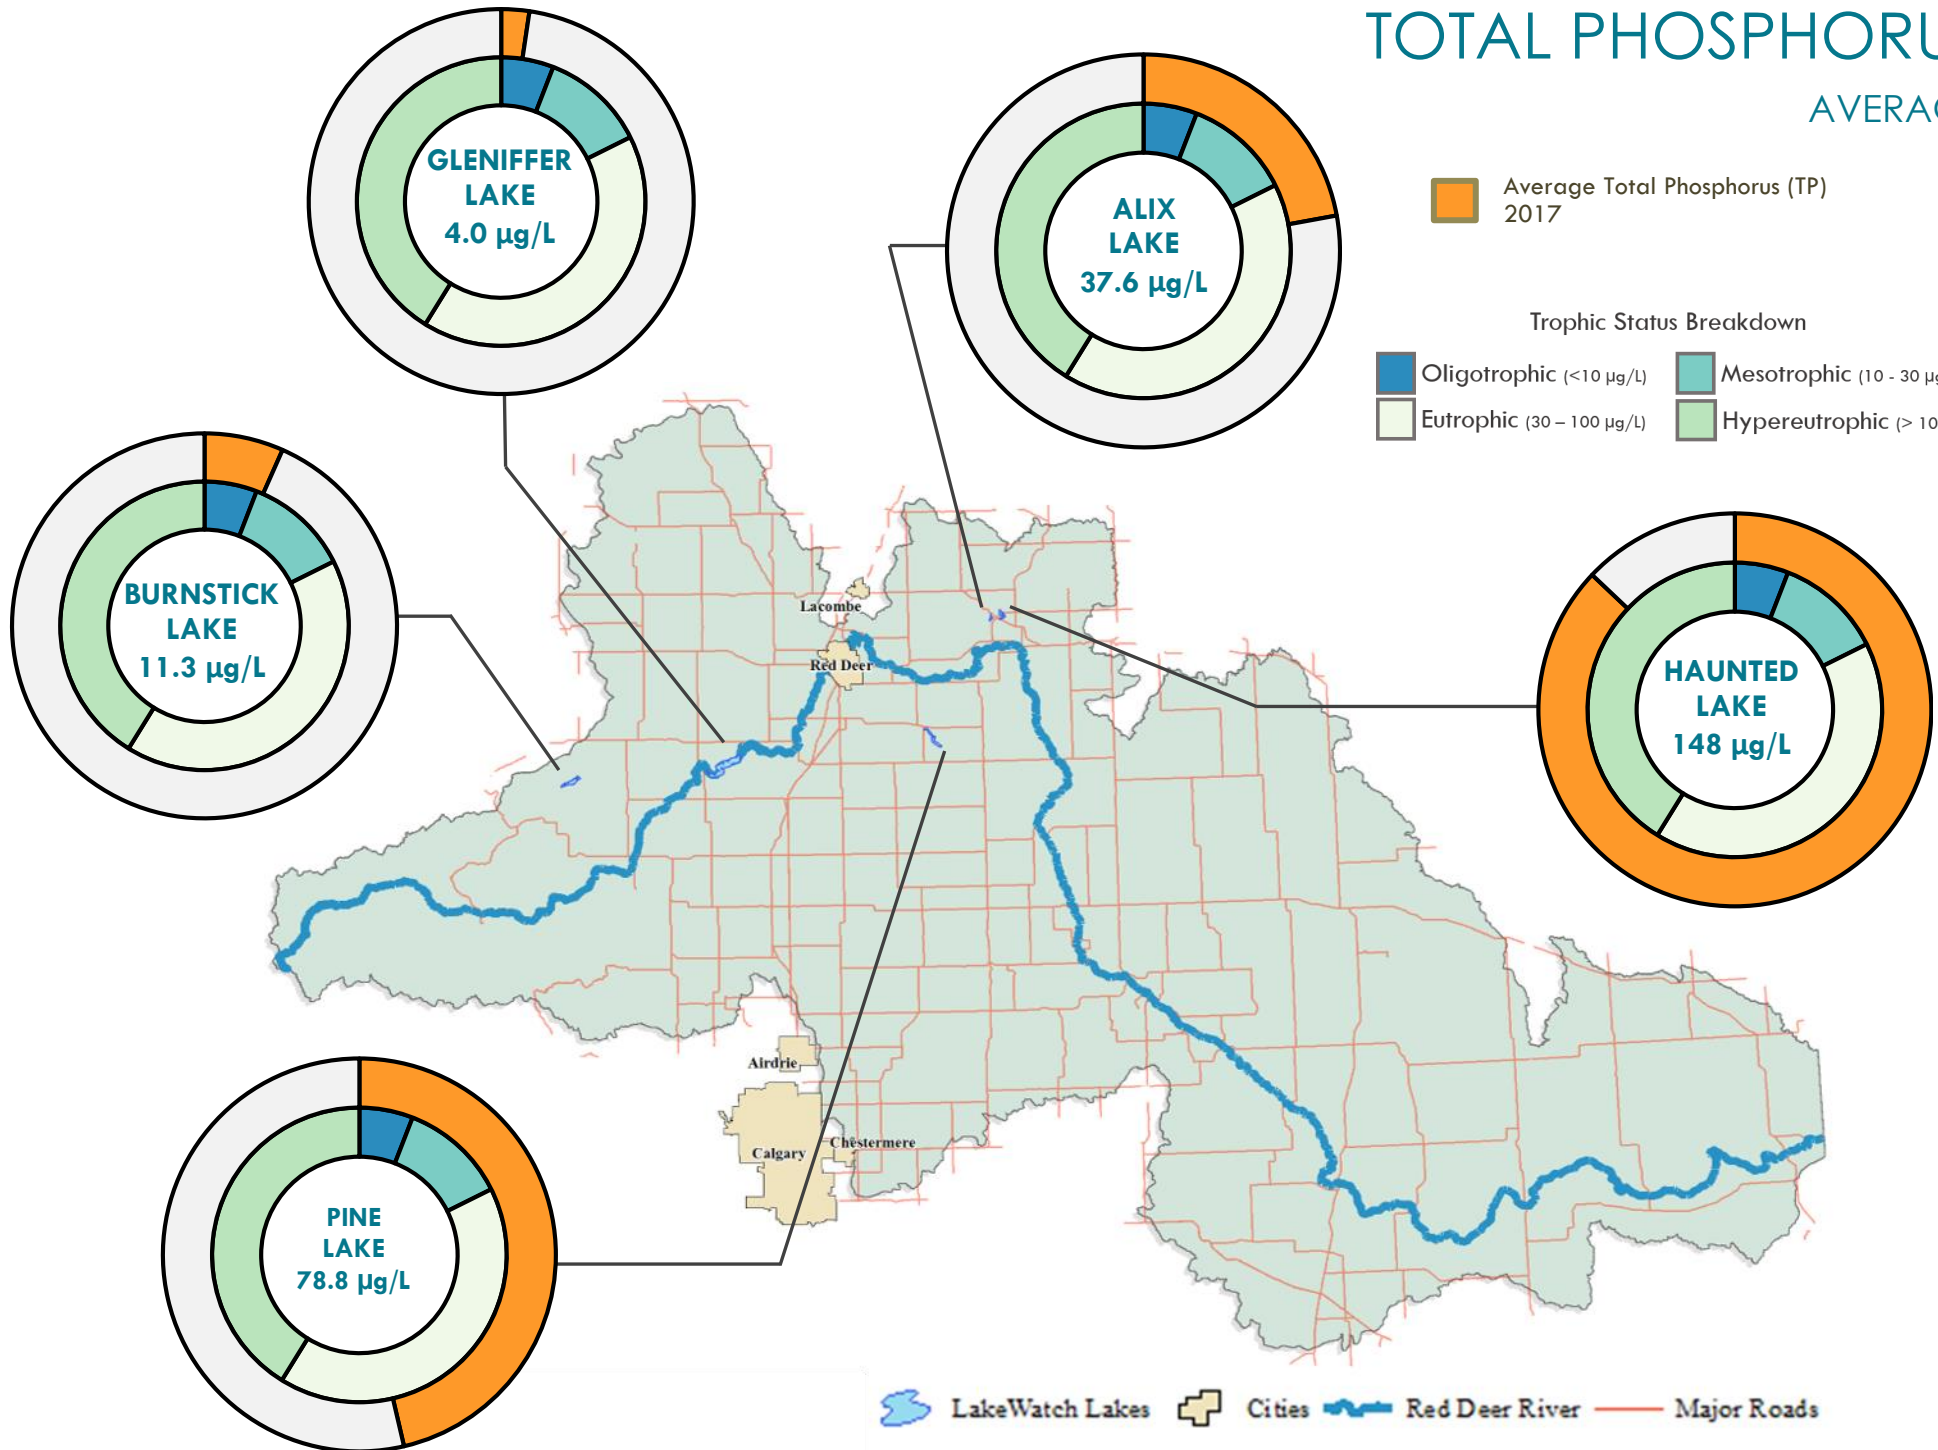 TOTAL PHOSPHORU
AVERAG
Average Total Phosphorus (TP)
2017
Trophic Status Breakdown
Oligotrophic (<10 µg/L)
Mesotrophic (10 - 30 µg
Eutrophic (30 – 100 µg/L)
Hypereutrophic (> 10
GLENIFFER
LAKE
4.0 µg/L
ALIX
LAKE
37.6 µg/L
BURNSTICK
LAKE
11.3 µg/L
HAUNTED
LAKE
148 µg/L
PINE
LAKE
78.8 µg/L
Lacombe
Red Deer
Airdrie
Calgary
Chestermere
LakeWatch Lakes
Cities
Red Deer River
Major Roads